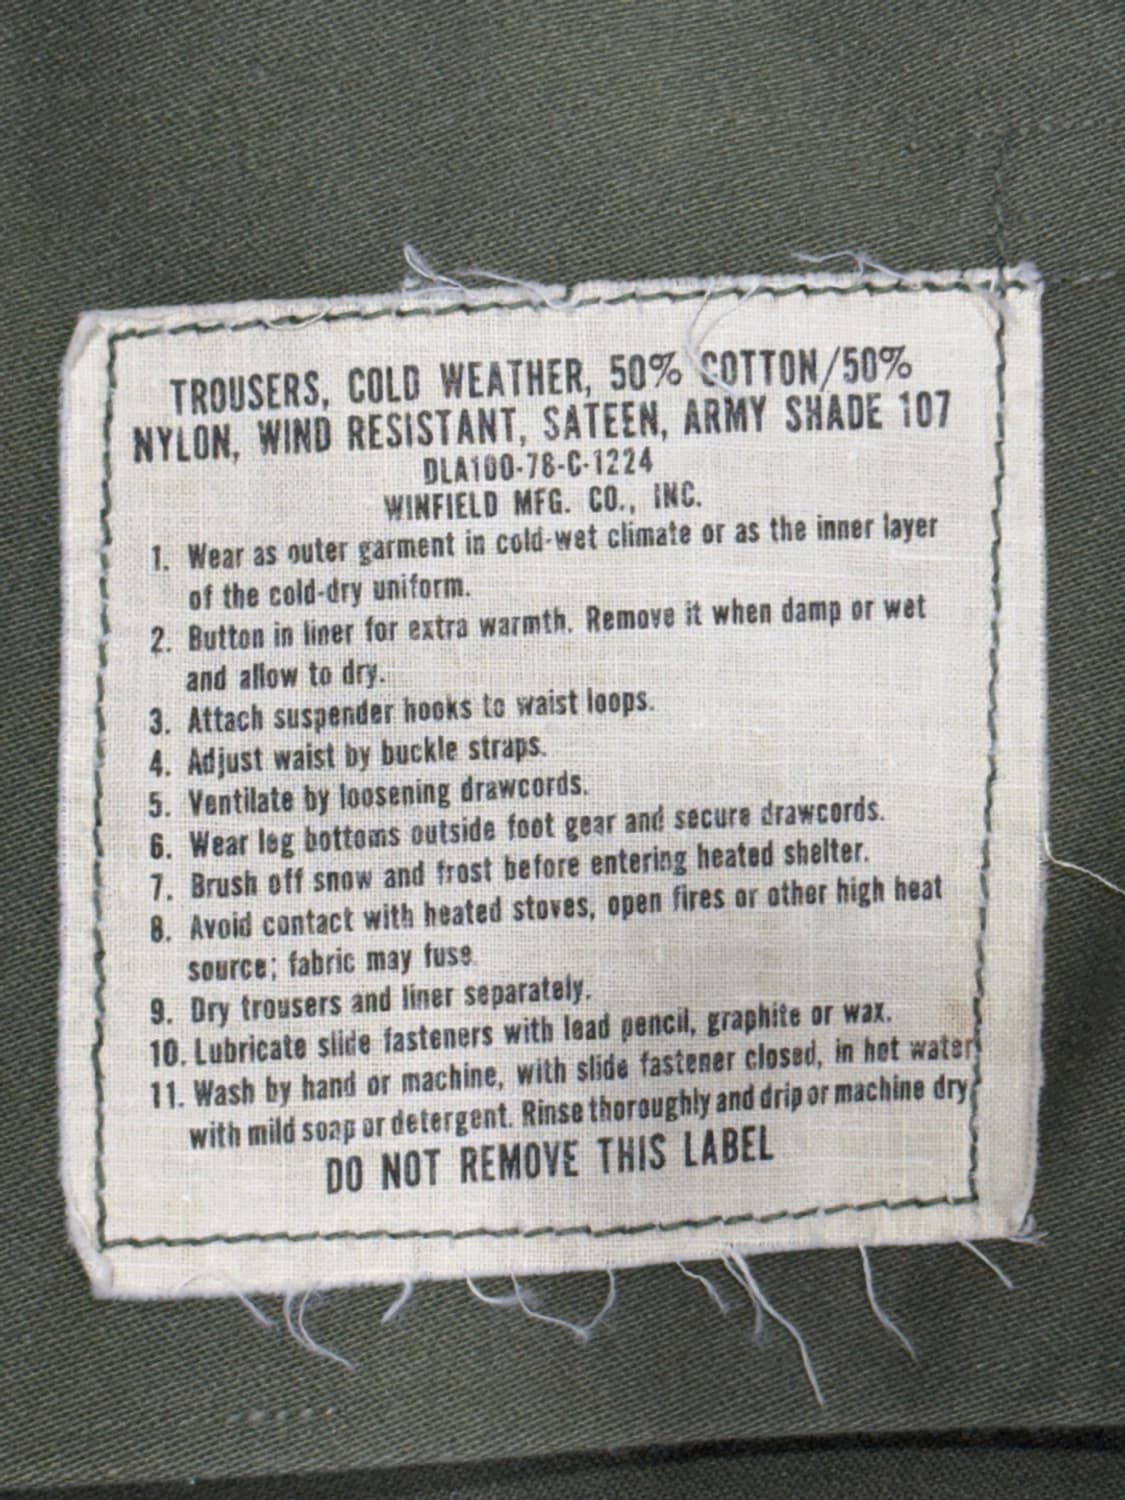 TROUSERS, COLD WEATHER, 50% COTTON/50%
NYLON, WIND RESISTANT, SATEEN, ARMY SHADE 107
DLA100-78-C-1224
WINFIELD MFG. CO., INC.
1. Wear as outer garment in cold-wet climate or as the inner layer
of the cold-dry uniform.
2. Button in liner for extra warmth. Remove it when damp or wet
and allow to dry.
3. Attach suspender hooks to waist loops.
4. Adjust waist by buckle straps.
5. Ventilate by loosening drawcords.
6. Wear leg bottoms outside foot gear and secure drawcords.
7. Brush off snow and frost before entering heated shelter.
8. Avoid contact with heated stoves, open fires or other high heat
source; fabric may fuse.
9. Dry trousers and liner separately.
10. Lubricate slide fasteners with lead pencil, graphite or wax.
11. Wash by hand or machine, with slide fastener closed, in hot water
with mild soap or detergent. Rinse thoroughly and drip or machine dry
DO NOT REMOVE THIS LABEL